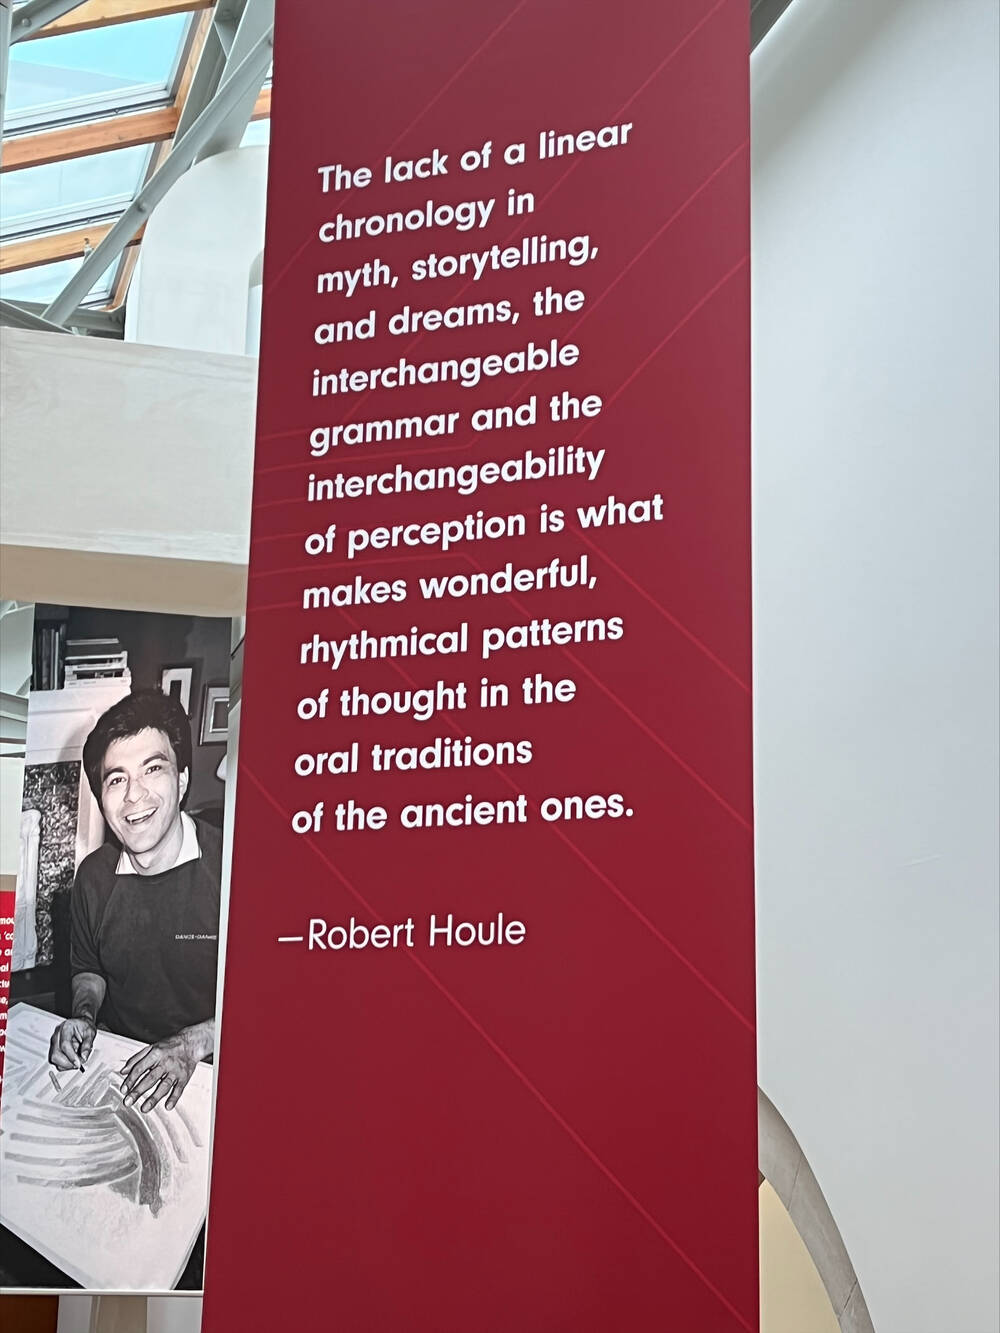 The lack of a linear
chronology in
myth, storytelling,
and dreams, the
interchangeable
grammar and the
interchangeability
of perception is what
makes wonderful,
rhythmical patterns
of thought in the
oral traditions
of the ancient ones.
—Robert Houle